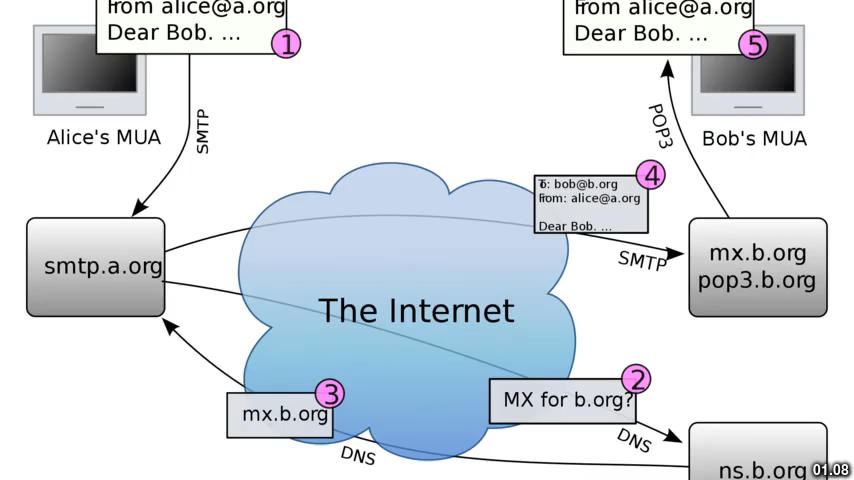 From alice@a.org
Dear Bob. ...
1
From alice@a.org
Dear Bob. ...
5
Alice's MUA
SMTP
POP3
Bob's MUA
4
To: bob@b.org
From: alice@a.org
Dear Bob. ...
smtp.a.org
mx.b.org
pop3.b.org
SMTP
The Internet
3
mx.b.org
2
MX for b.org?
DNS
DNS
ns.b.org
01.08